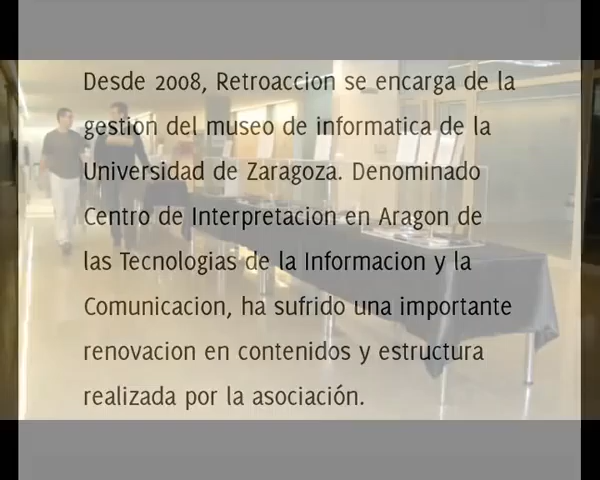 Desde 2008, Retroaccion se encarga de la
gestion del museo de informatica de la
Universidad de Zaragoza. Denominado
Centro de Interpretacion en Aragon de
las Tecnologias de la Informacion y la
Comunicacion, ha sufrido una importante
renovacion en contenidos y estructura
realizada por la asociación.